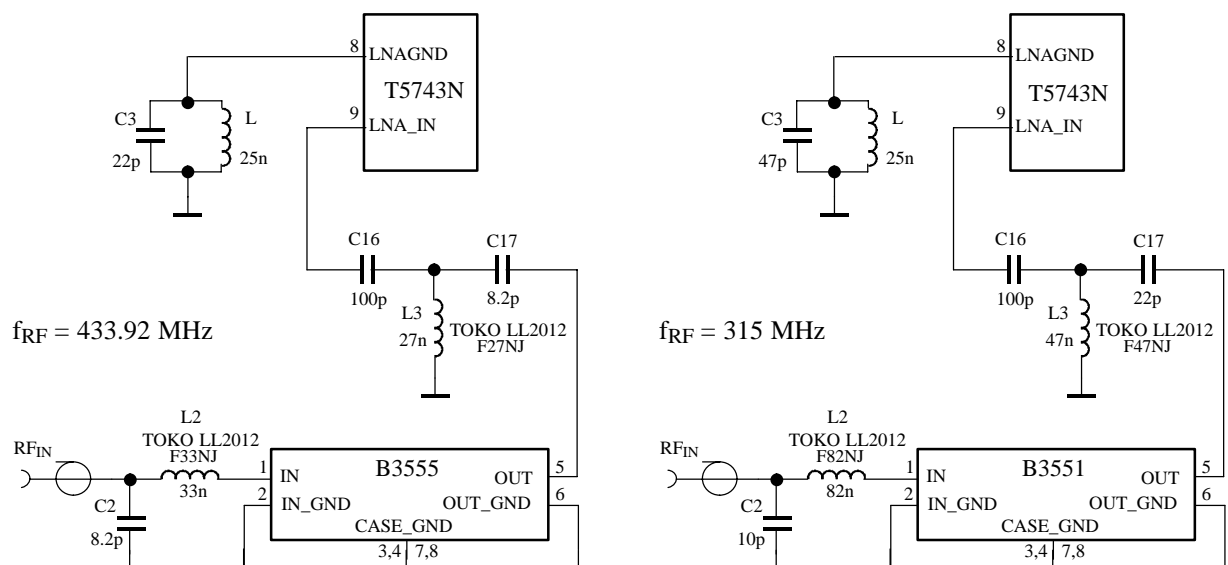 8
LNAGND
T5743N
C3
L
9
LNA_IN
22p
25n
C16
C17
100p
8.2p
L3
27n
TOKO LL2012
F27NJ
fRF = 433.92 MHz
L2
TOKO LL2012
F33NJ
33n
RFIN
C2
8.2p
1
IN
B3555
OUT
5
2
IN_GND
OUT_GND
6
CASE_GND
3,4
7,8
8
LNAGND
T5743N
C3
L
9
LNA_IN
47p
25n
C16
C17
100p
22p
L3
47n
TOKO LL2012
F47NJ
fRF = 315 MHz
L2
TOKO LL2012
F82NJ
82n
RFIN
C2
10p
1
IN
B3551
OUT
5
2
IN_GND
OUT_GND
6
CASE_GND
3,4
7,8